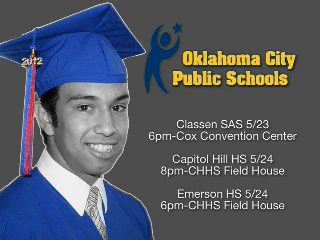 2012
Oklahoma City
Public Schools
Classen SAS 5/23
6pm-Cox Convention Center
Capitol Hill HS 5/24
8pm-CHHS Field House
Emerson HS 5/24
6pm-CHHS Field House